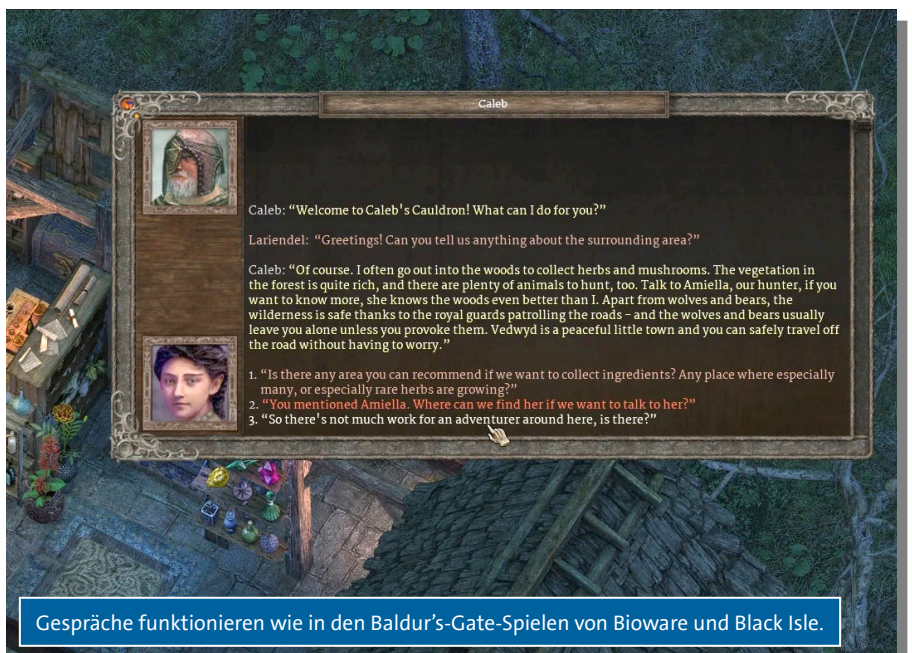 Caleb
Caleb: “Welcome to Caleb's Cauldron! What can I do for you?”
Lariendel: “Greetings! Can you tell us anything about the surrounding area?”
Caleb: “Of course. I often go out into the woods to collect herbs and mushrooms. The vegetation in
the forest is quite rich, and there are plenty of animals to hunt, too. Talk to Amiella, our hunter, if you
want to know more, she knows the woods even better than I. Apart from wolves and bears, the
wilderness is safe thanks to the royal guards patrolling the roads – and the wolves and bears usually
leave you alone unless you provoke them. Vedwyd is a peaceful little town and you can safely travel off
the road without having to worry.”
1. “Is there any area you can recommend if we want to collect ingredients? Any place where especially
many, or especially rare herbs are growing?”
2. “You mentioned Amiella. Where can we find her if we want to talk to her?”
3. “So there's not much work for an adventurer around here, is there?”
Gespräche funktionieren wie in den Baldur’s-Gate-Spielen von Bioware und Black Isle.